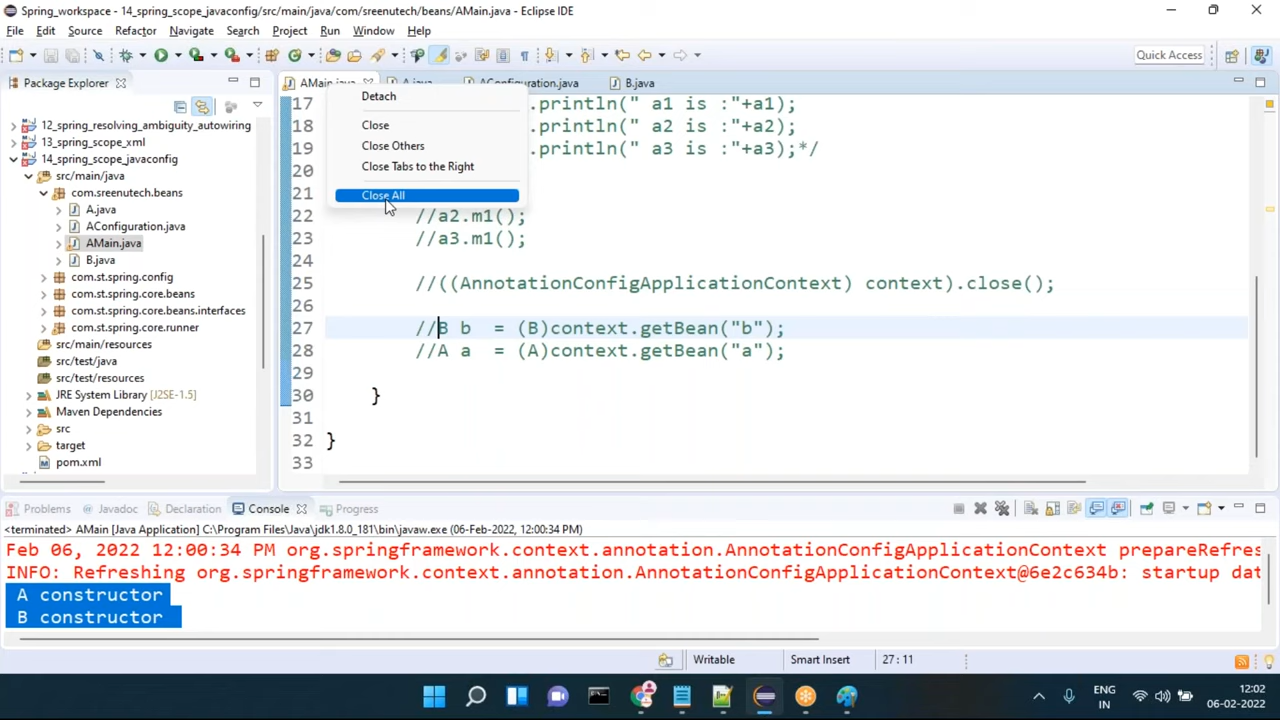 Spring_workspace - 14_spring_scope_javaconfig/src/main/java/com/sreenutech/beans/AMain.java - Eclipse IDE
File Edit Source Refactor Navigate Search Project Run Window Help
Quick Access
Package Explorer
AMain.java A.java AConfiguration.java B.java
12_spring_resolving_ambiguity_autowiring
13_spring_scope_xml
14_spring_scope_javaconfig
src/main/java
com.sreenutech.beans
A.java
AConfiguration.java
AMain.java
B.java
com.st.spring.config
com.st.spring.core.beans
com.st.spring.core.beans.interfaces
com.st.spring.core.runner
src/main/resources
src/test/java
src/test/resources
JRE System Library [J2SE-1.5]
Maven Dependencies
src
target
pom.xml
Detach
Close
Close Others
Close Tabs to the Right
Close All
17 .println(" a1 is :"+a1);
18 .println(" a2 is :"+a2);
19 .println(" a3 is :"+a3);*/
20
21
22 //a2.m1();
23 //a3.m1();
24
25 //((AnnotationConfigApplicationContext) context).close();
26
27 //B b = (B)context.getBean("b");
28 //A a = (A)context.getBean("a");
29
30 }
31
32 }
33
Problems Javadoc Declaration Console Progress
<terminated> AMain [Java Application] C:\Program Files\Java\jdk1.8.0_181\bin\javaw.exe (06-Feb-2022, 12:00:34 PM)
Feb 06, 2022 12:00:34 PM org.springframework.context.annotation.AnnotationConfigApplicationContext prepareRefres
INFO: Refreshing org.springframework.context.annotation.AnnotationConfigApplicationContext@6e2c634b: startup dat
A constructor
B constructor
Writable Smart Insert 27 : 11
ENG
IN
12:02
06-02-2022